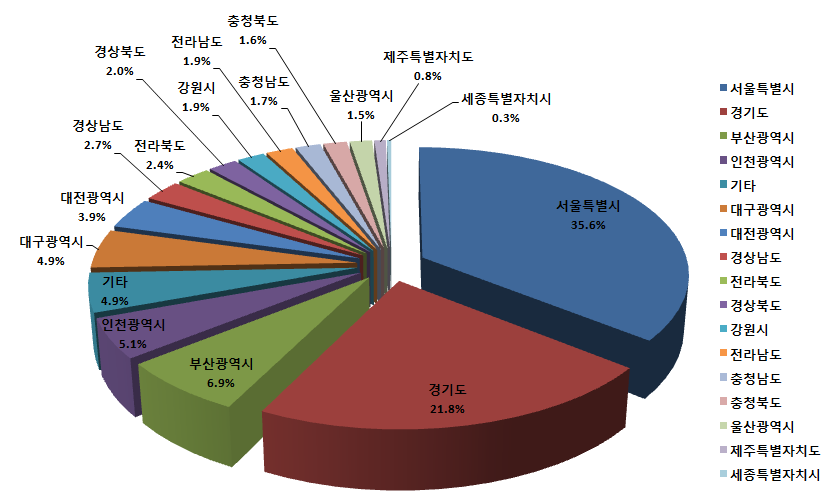 충청북도
1.6%
전라남도
1.9%
경상북도
2.0%
제주특별자치도
0.8%
강원시
1.9%
충청남도
1.7%
울산광역시
1.5%
세종특별자치시
0.3%
경상남도
2.7%
전라북도
2.4%
대전광역시
3.9%
대구광역시
4.9%
기타
4.9%
인천광역시
5.1%
부산광역시
6.9%
경기도
21.8%
서울특별시
35.6%
서울특별시
경기도
부산광역시
인천광역시
기타
대구광역시
대전광역시
경상남도
전라북도
경상북도
강원시
전라남도
충청남도
충청북도
울산광역시
제주특별자치도
세종특별자치시